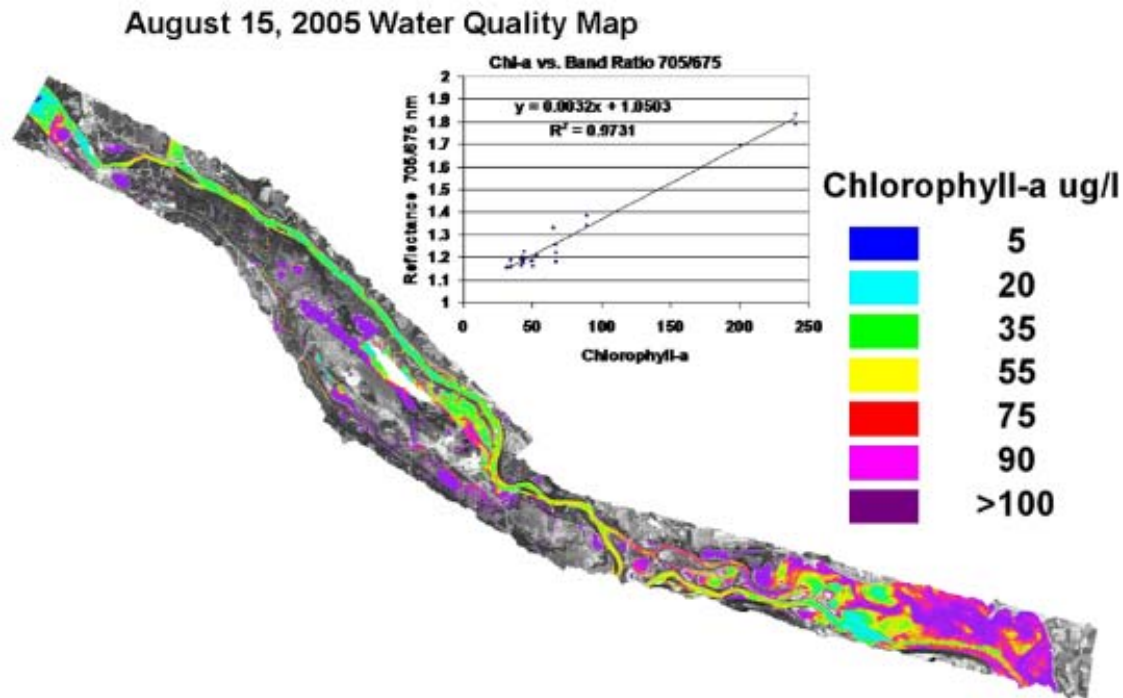 August 15, 2005 Water Quality Map
Chl-a vs. Band Ratio 705/675
y = 0.0032x + 1.0503
R² = 0.9731
Reflectance 705/675 nm
2
1.9
1.8
1.7
1.6
1.5
1.4
1.3
1.2
1.1
1
0 50 100 150 200 250
Chlorophyll-a
Chlorophyll-a ug/l
5
20
35
55
75
90
>100